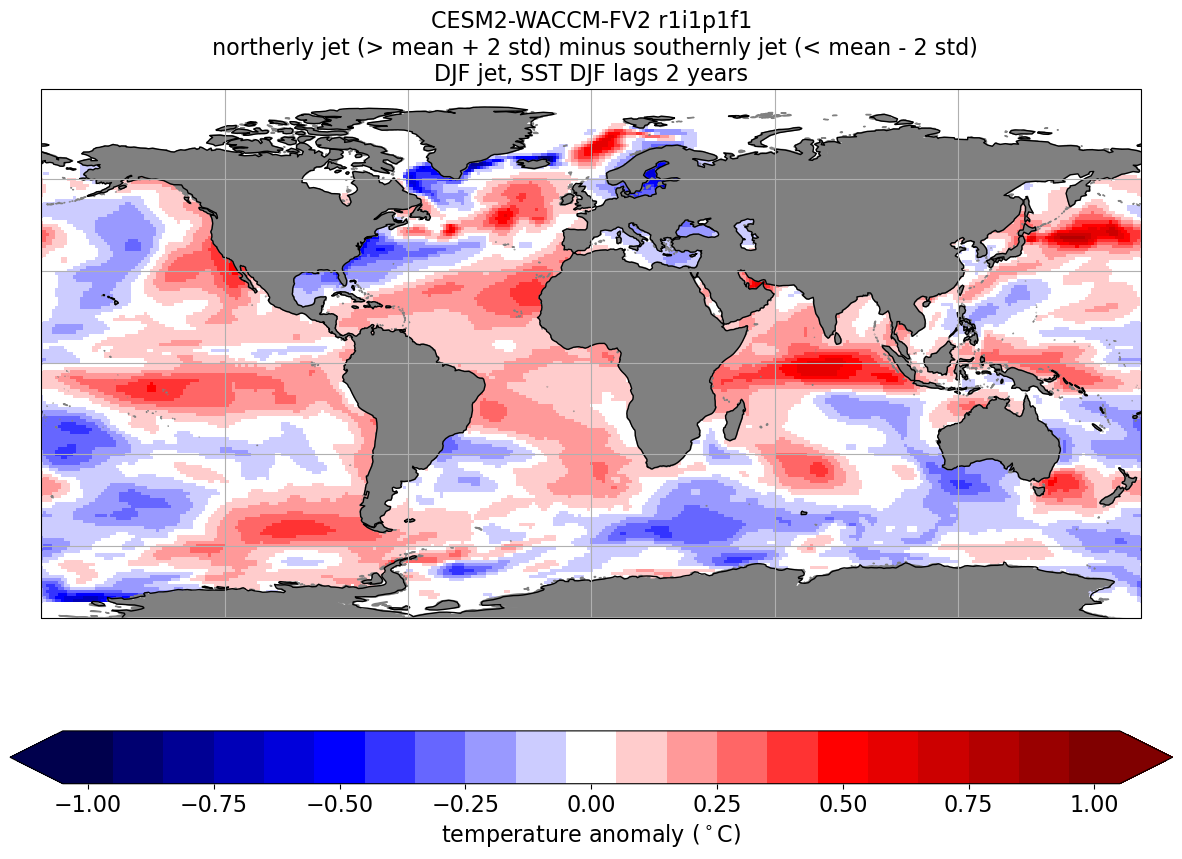 CESM2-WACCM-FV2 r1i1p1f1
northerly jet (> mean + 2 std) minus southernly jet (< mean - 2 std)
DJF jet, SST DJF lags 2 years
−1.00 −0.75 −0.50 −0.25 0.00 0.25 0.50 0.75 1.00
temperature anomaly (°C)